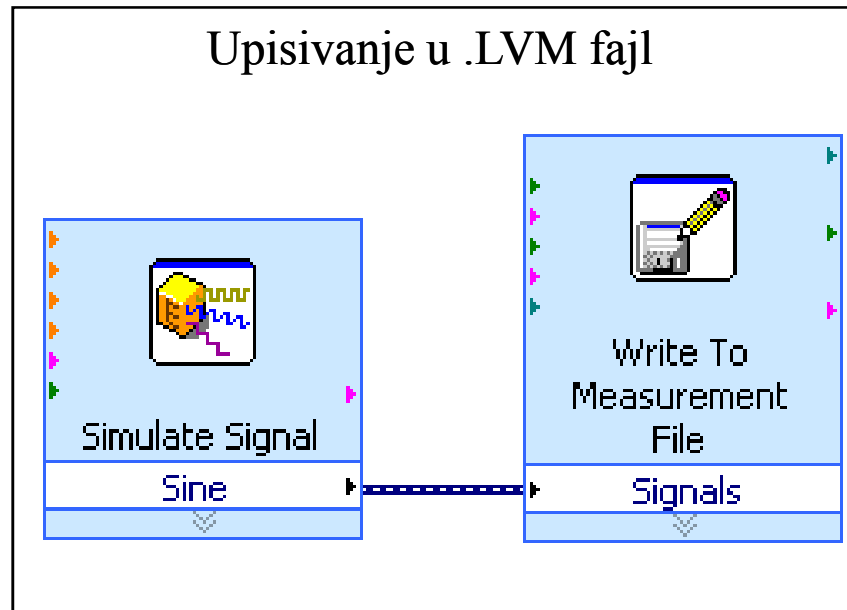 Upisivanje u .LVM fajl
Simulate Signal
Sine
Write To
Measurement
File
Signals